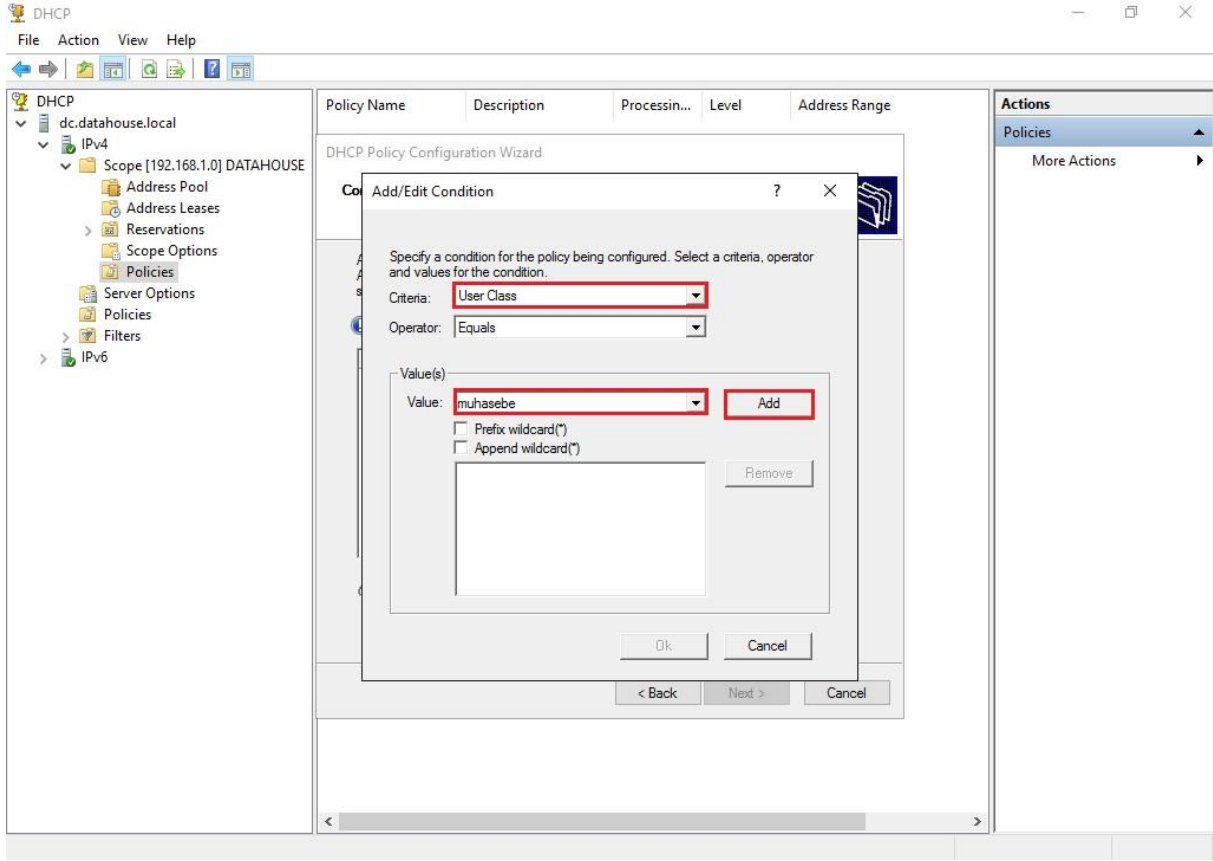 DHCP
File Action View Help
DHCP
dc.datahouse.local
IPv4
Scope [192.168.1.0] DATAHOUSE
Address Pool
Address Leases
Reservations
Scope Options
Policies
Server Options
Policies
Filters
IPv6
Policy Name Description Processin... Level Address Range
DHCP Policy Configuration Wizard
Add/Edit Condition ? X
Specify a condition for the policy being configured. Select a criteria, operator
and values for the condition.
Criteria: User Class
Operator: Equals
Value(s)
Value: muhasebe Add
Prefix wildcard(*)
Append wildcard(*)
Remove
Ok Cancel
< Back Next > Cancel
Actions
Policies
More Actions